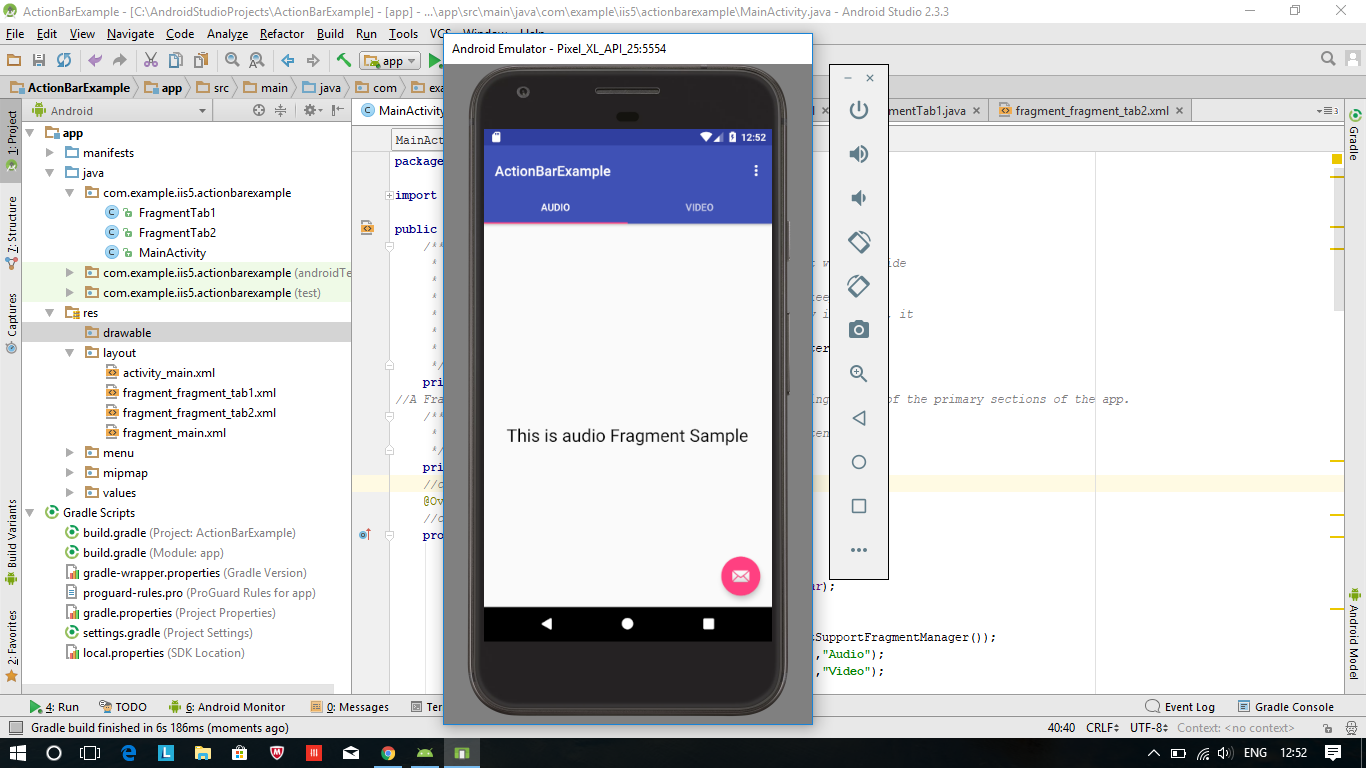 ActionBarExample - [C:\AndroidStudioProjects\ActionBarExample] - [app] - ...\app\src\main\java\com\example\iis5\actionbarexample\MainActivity.java - Android Studio 2.3.3
File Edit View Navigate Code Analyze Refactor Build Run Tools VCS Window Help
Android Emulator - Pixel_XL_API_25:5554
app
ActionBarExample app src main java com
Android
MainActivity
mentTab1.java fragment_fragment_tab2.xml 3
1: Project
7: Structure
Captures
Build Variants
2: Favorites
app
manifests
java
com.example.iis5.actionbarexample
FragmentTab1
FragmentTab2
MainActivity
com.example.iis5.actionbarexample (androidTe
com.example.iis5.actionbarexample (test)
res
drawable
layout
activity_main.xml
fragment_fragment_tab1.xml
fragment_fragment_tab2.xml
fragment_main.xml
menu
mipmap
values
Gradle Scripts
build.gradle (Project: ActionBarExample)
build.gradle (Module: app)
gradle-wrapper.properties (Gradle Version)
proguard-rules.pro (ProGuard Rules for app)
gradle.properties (Project Properties)
settings.gradle (Project Settings)
local.properties (SDK Location)
MainAct
package
import
public
/**
*
*
*
*
*
*
*/
pri
//A Fra
/**
*
*/
pri
//c
@Ov
//c
pro
12:52
ActionBarExample
AUDIO VIDEO
This is audio Fragment Sample
ide
it
of the primary sections of the app.
ar);
SupportFragmentManager());
,"Audio");
,"Video");
Gradle
Android Model
4: Run TODO 6: Android Monitor 0: Messages Ter
Event Log Gradle Console
Gradle build finished in 6s 186ms (moments ago)
40:40 CRLF UTF-8 Context: <no context>
ENG 12:52